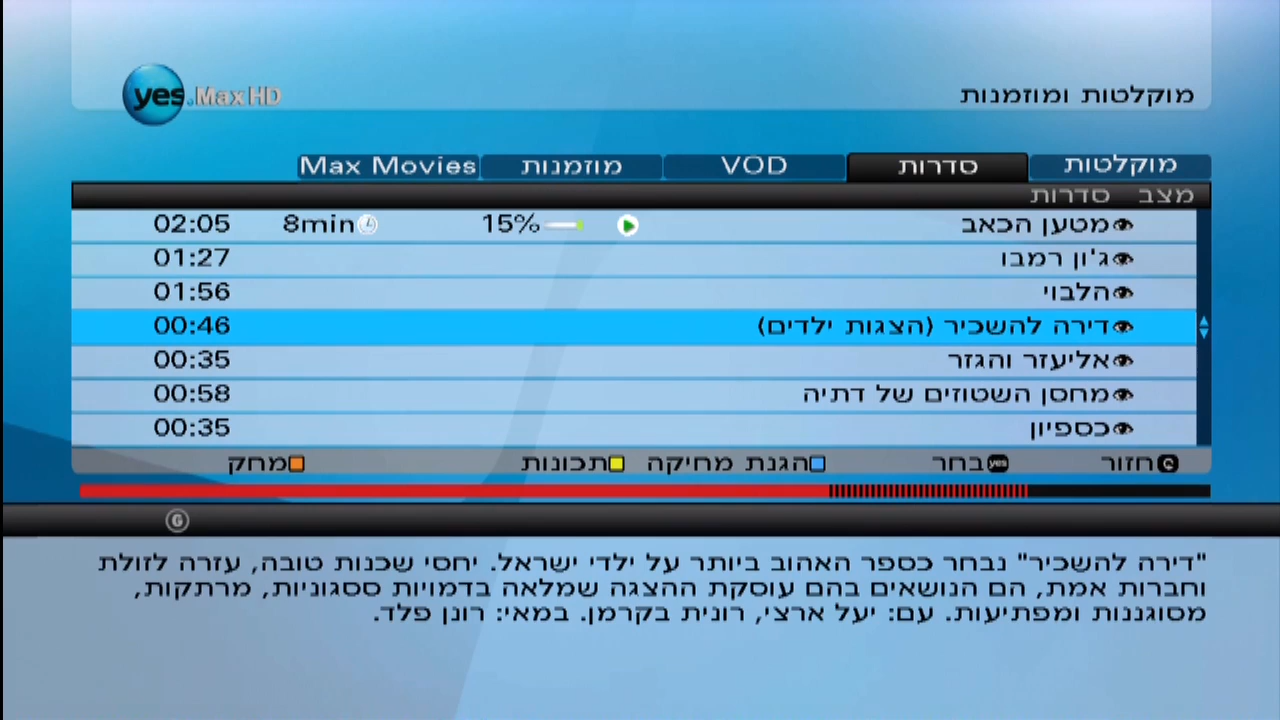 yes.Max HD
מוקלטות ומוזמנות
מוקלטות סדרות VOD מוזמנות Max Movies
מצב סדרות
מטען הכאב 15% 8min 02:05
ג'ון רמבו 01:27
הלבוי 01:56
דירה להשכיר (הצגות ילדים) 00:46
אליעזר והגזר 00:35
מחסן השטוזים של דתיה 00:58
כספיון 00:35
חזור yes בחר הגנת מחיקה תכונות מחק
G
"דירה להשכיר" נבחר כספר האהוב ביותר על ילדי ישראל. יחסי שכנות טובה, עזרה לזולת
וחברות אמת, הם הנושאים בהם עוסקת ההצגה שמלאה בדמויות ססגוניות, מרתקות,
מסוגננות ומפתיעות. עם: יעל ארצי, רונית בקרמן. במאי: רונן פלד.